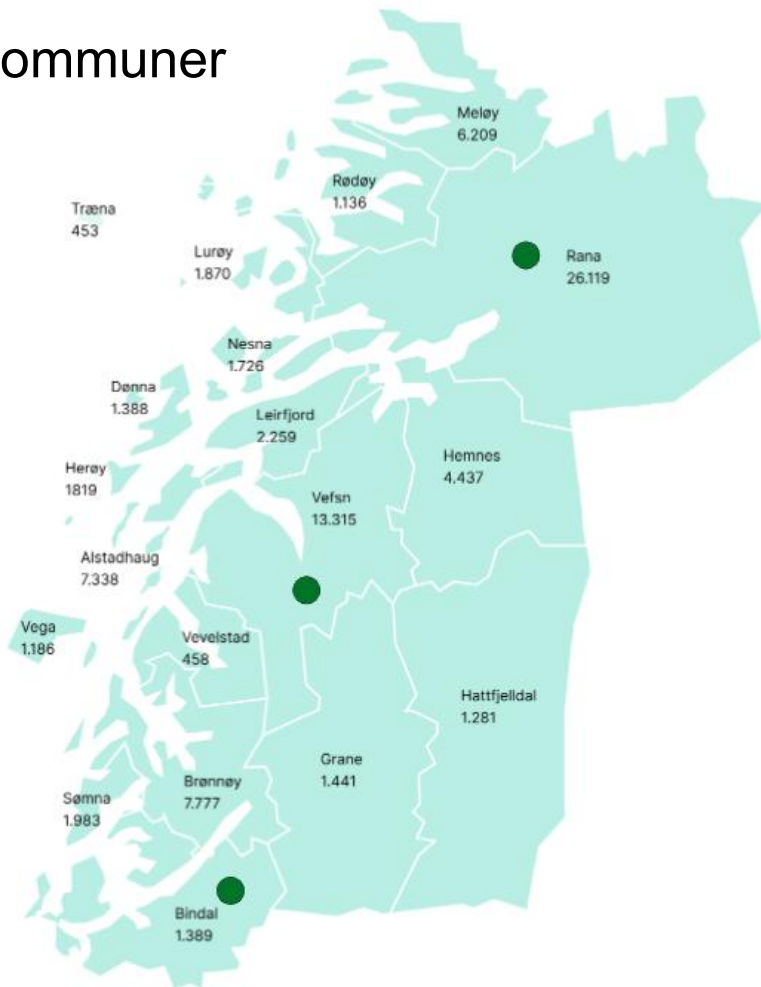 ommuner
Meløy
6.209
Rødøy
1.136
Træna
453
Lurøy
1.870
Rana
26.119
Nesna
1.726
Dønna
1.388
Leirfjord
2.259
Hemnes
4.437
Herøy
1819
Vefsn
13.315
Alstadhaug
7.338
Vega
1.186
Vevelstad
458
Hattfjelldal
1.281
Grane
1.441
Brønnøy
7.777
Sømna
1.983
Bindal
1.389